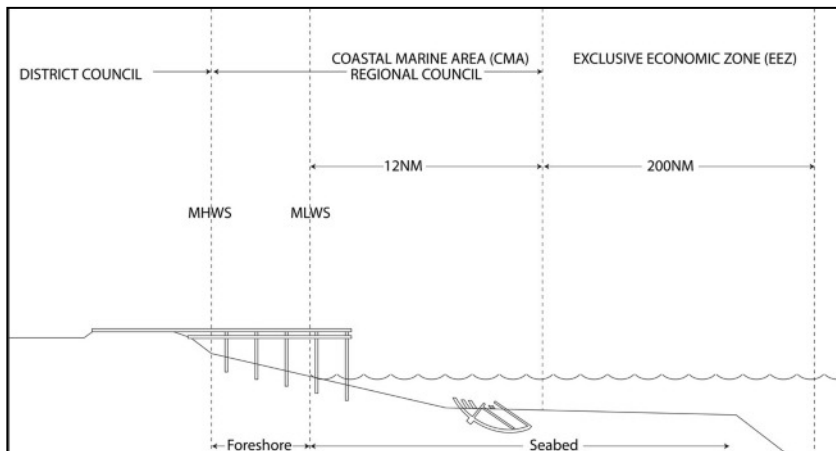 COASTAL MARINE AREA (CMA)
EXCLUSIVE ECONOMIC ZONE (EEZ)
DISTRICT COUNCIL
REGIONAL COUNCIL
12NM
200NM
MHWS
MLWS
Foreshore
Seabed